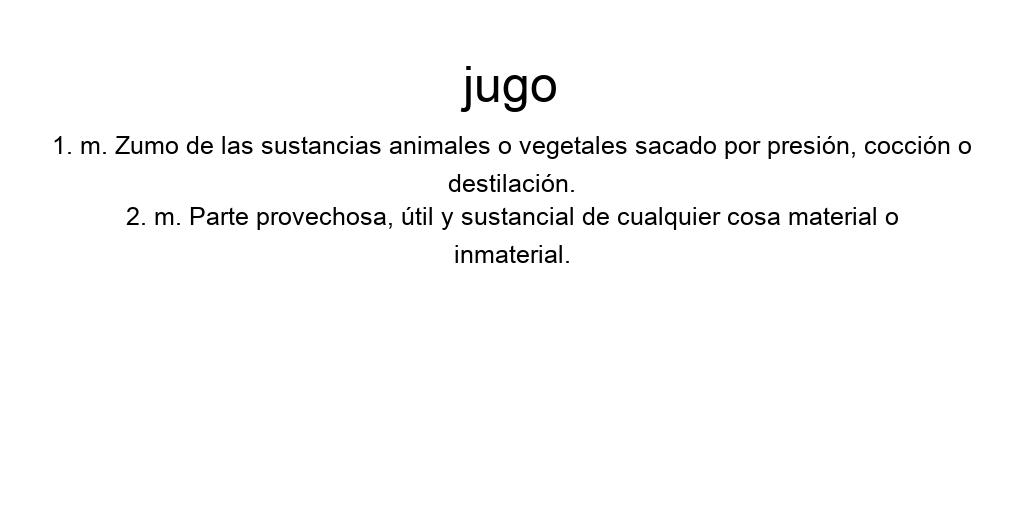 jugo
1. m. Zumo de las sustancias animales o vegetales sacado por presión, cocción o
destilación.
2. m. Parte provechosa, útil y sustancial de cualquier cosa material o
inmaterial.